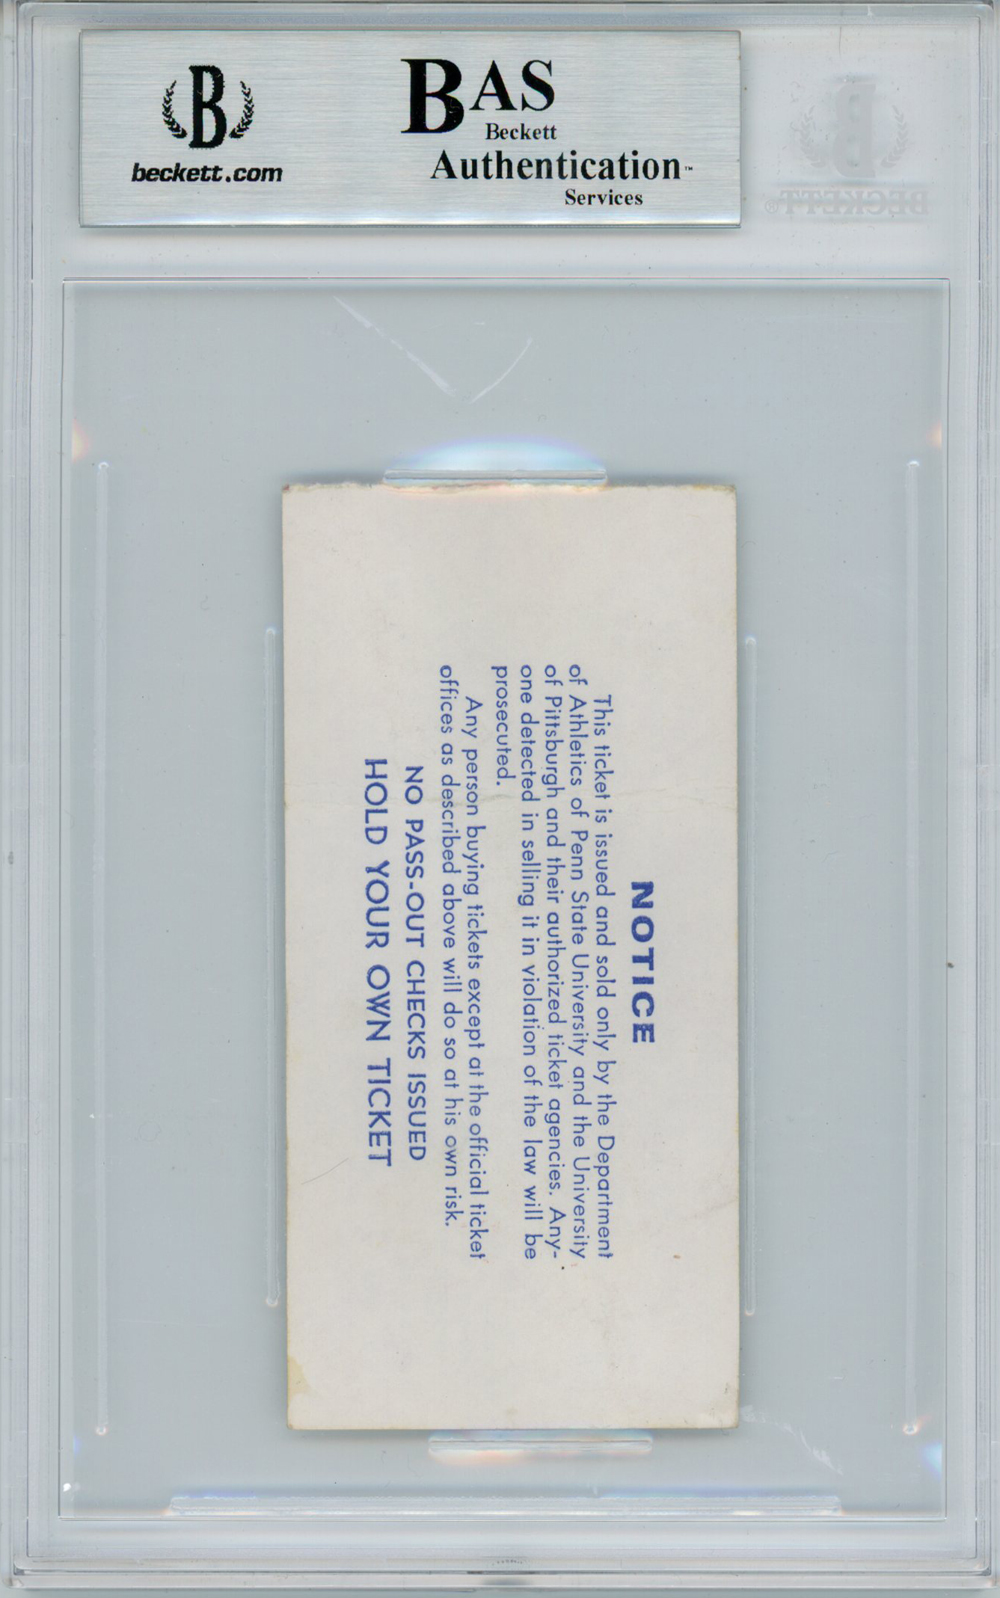 B
beckett.com
BAS
Beckett
Authentication™
Services
BECKETT®
NOTICE
This ticket is issued and sold only by the Department
of Athletics of Penn State University and the University
of Pittsburgh and their authorized ticket agencies. Any-
one detected in selling it in violation of the law will be
prosecuted.
Any person buying tickets except at the official ticket
offices as described above will do so at his own risk.
NO PASS-OUT CHECKS ISSUED
HOLD YOUR OWN TICKET